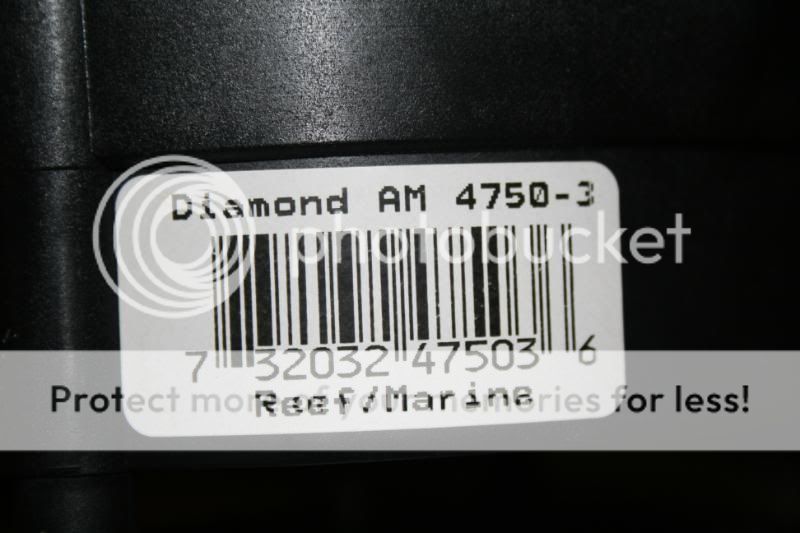 Diamond AM 4750-3
photobucket
7 32032 47503 6
Protect more of your memories for less!
Reef/Marine